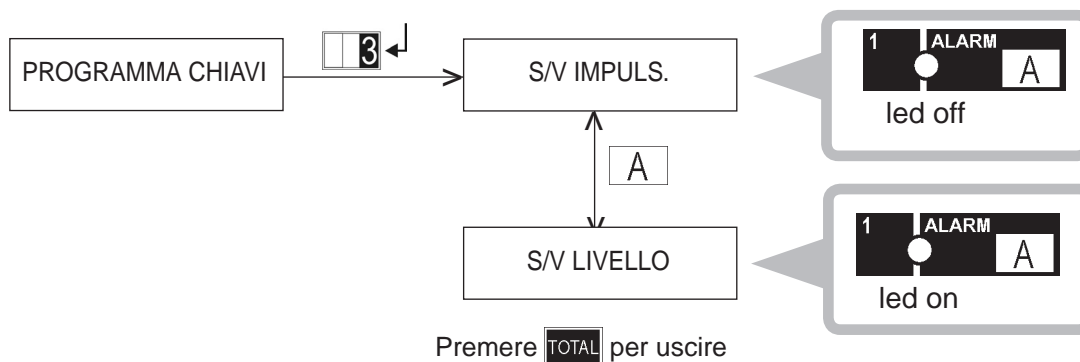 PROGRAMMA CHIAVI
3
S/V IMPULS.
1 ALARM
A
led off
A
S/V LIVELLO
1 ALARM
A
led on
Premere TOTAL per uscire